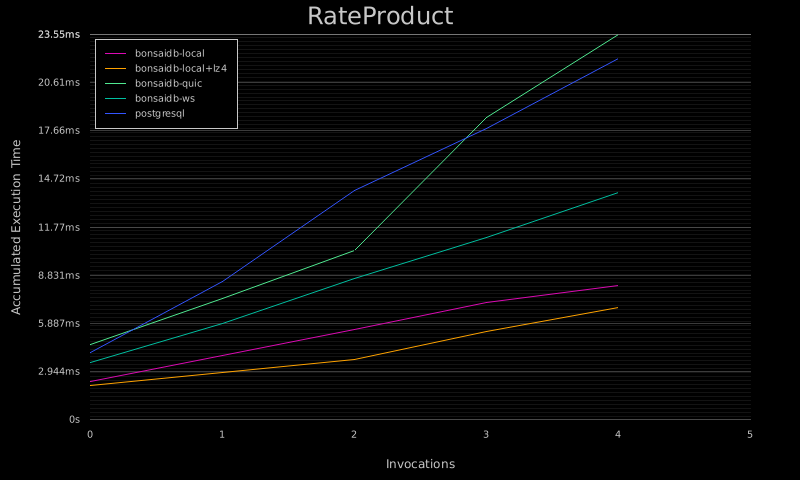 RateProduct
23.55ms
bonsaidb-local
bonsaidb-local+lz4
bonsaidb-quic
bonsaidb-ws
postgresql
20.61ms
17.66ms
14.72ms
11.77ms
8.831ms
5.887ms
2.944ms
0s
Accumulated Execution Time
0 1 2 3 4 5
Invocations